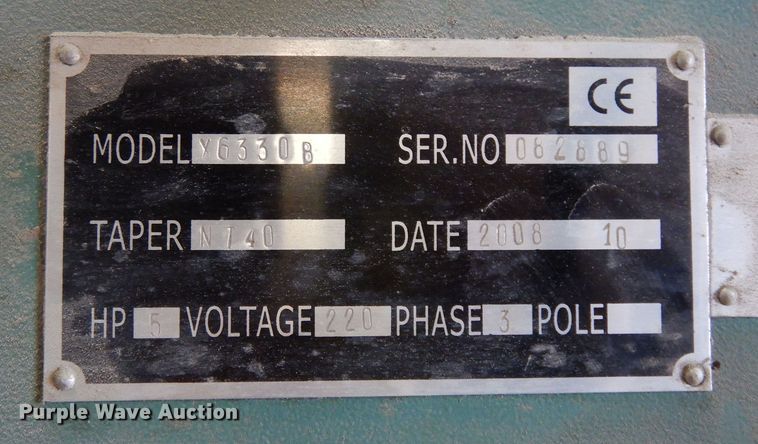 CE
MODEL X6330B SER.NO 082889
TAPER NT40 DATE 2008 10
HP 5 VOLTAGE 220 PHASE 3 POLE
Purple Wave Auction